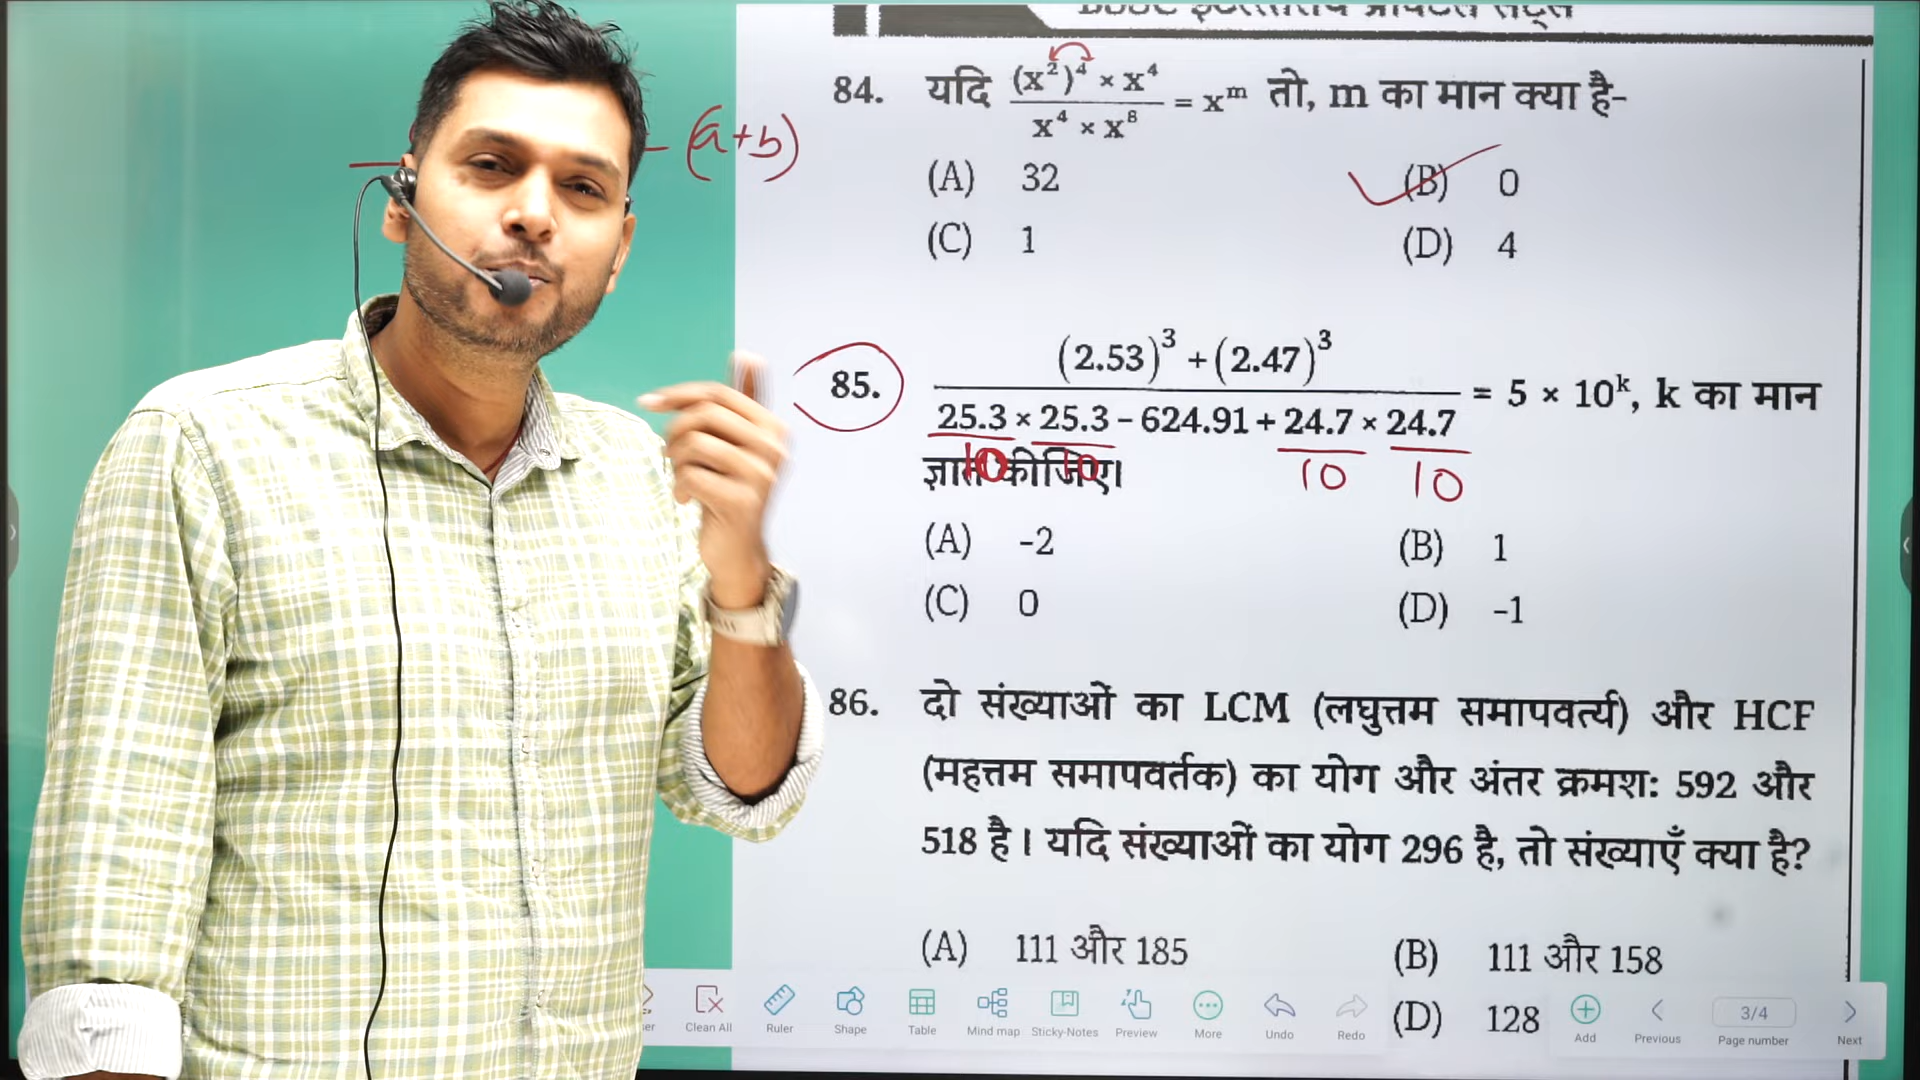 84. यदि (x²)⁴ × x⁴ / x⁴ × x⁸ = xᵐ तो, m का मान क्या है-
- (a+b)
(A) 32 (B) 0
(C) 1 (D) 4
85. (2.53)³ + (2.47)³ / 25.3 × 25.3 - 624.91 + 24.7 × 24.7 = 5 × 10ᵏ, k का मान
10 10 10 10
ज्ञात कीजिए।
(A) -2 (B) 1
(C) 0 (D) -1
86. दो संख्याओं का LCM (लघुत्तम समापवर्त्य) और HCF
(महत्तम समापवर्तक) का योग और अंतर क्रमश: 592 और
518 है। यदि संख्याओं का योग 296 है, तो संख्याएँ क्या है?
(A) 111 और 185 (B) 111 और 158
(D) 128
Clean All Ruler Shape Table Mind map Sticky-Notes Preview More Undo Redo Add Previous 3/4 Page number Next